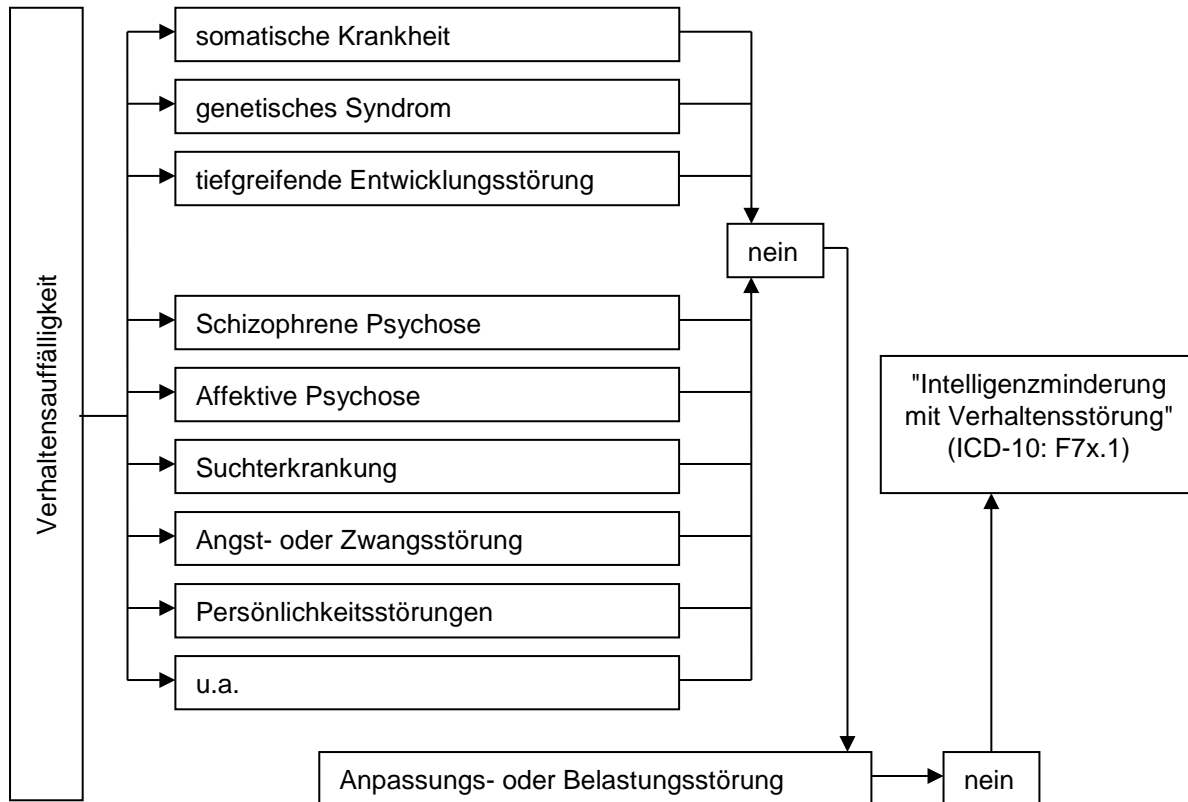 Verhaltensauffälligkeit
somatische Krankheit
genetisches Syndrom
tiefgreifende Entwicklungsstörung
nein
Schizophrene Psychose
Affektive Psychose
Suchterkrankung
Angst- oder Zwangsstörung
Persönlichkeitsstörungen
u.a.
"Intelligenzminderung
mit Verhaltensstörung"
(ICD-10: F7x.1)
Anpassungs- oder Belastungsstörung
nein